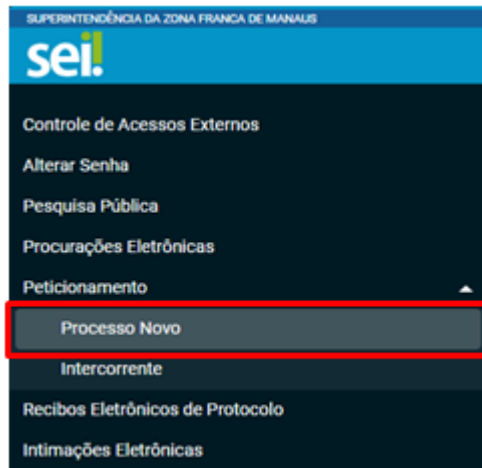 SUPERINTENDÊNCIA DA ZONA FRANCA DE MANAUS
sei!
Controle de Acessos Externos
Alterar Senha
Pesquisa Pública
Procurações Eletrônicas
Peticionamento
Processo Novo
Intercorrente
Recibos Eletrônicos de Protocolo
Intimações Eletrônicas